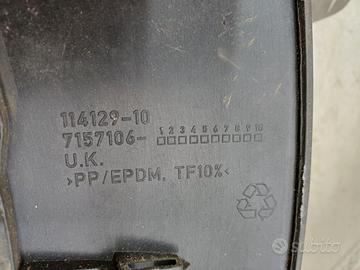 114129-10
7157106- 1 2 3 4 5 6 7 8 9 10
U.K.
>PP/EPDM, TF10%<
subito